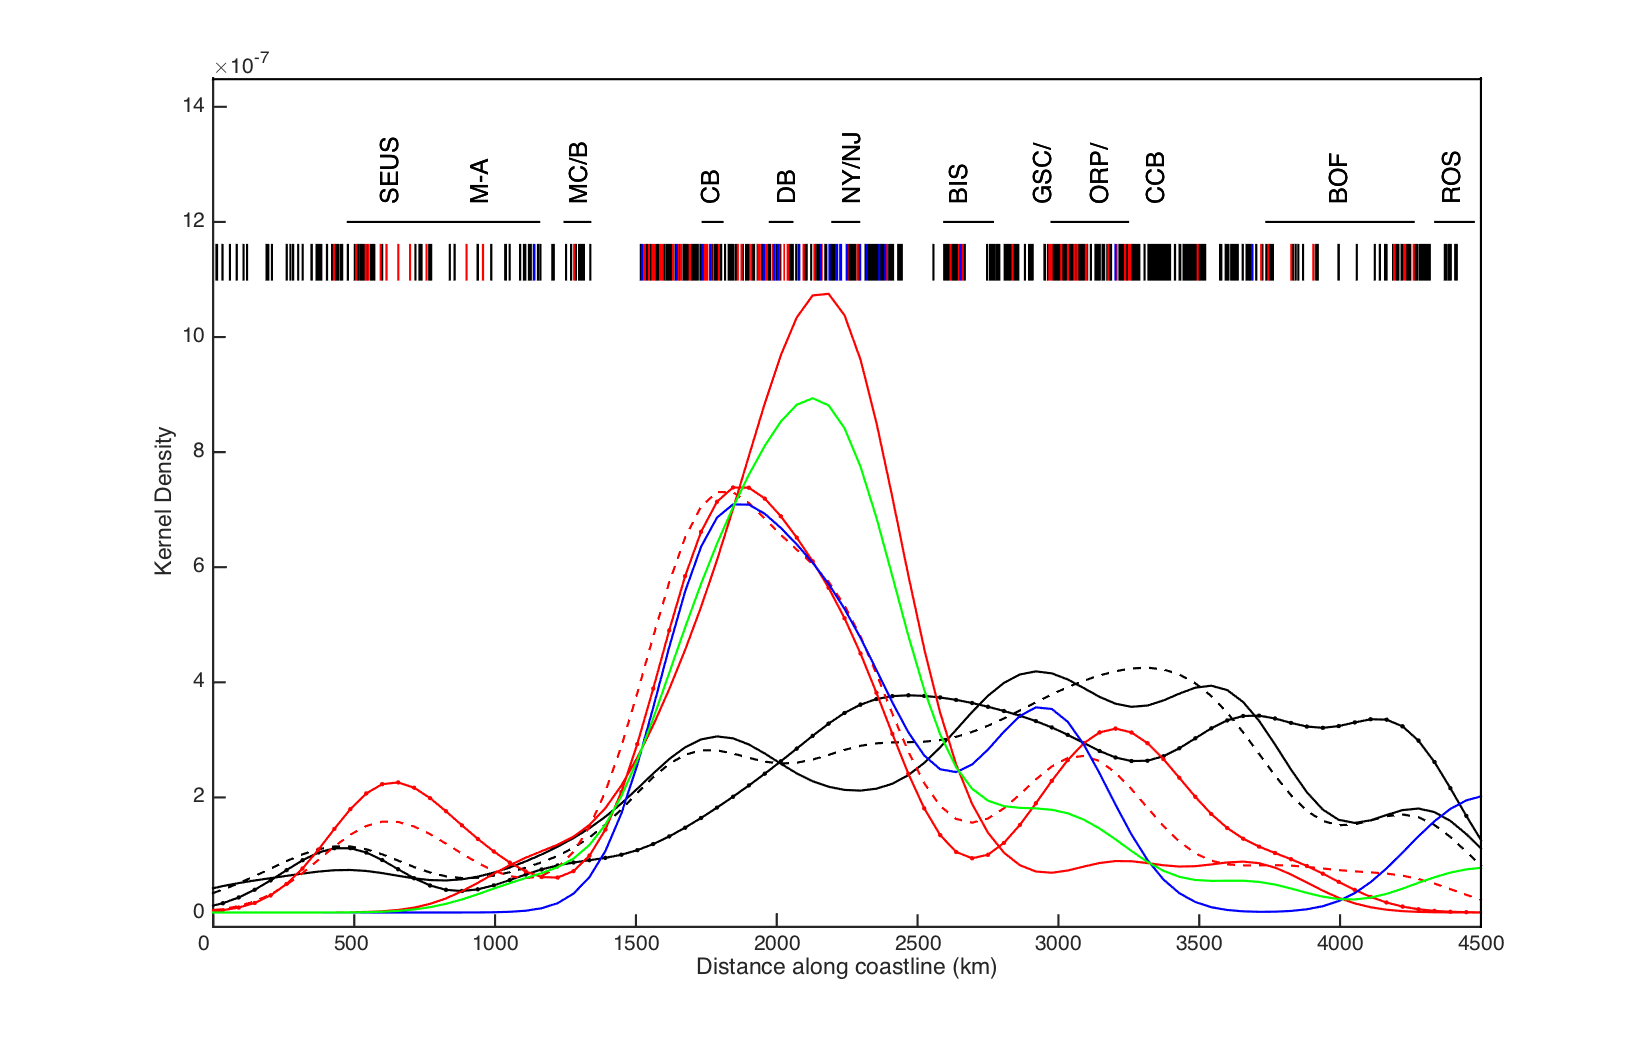 ×10-7
14
12
10
8
6
4
2
0
Kernel Density
SEUS
M-A
MC/B
CB
DB
NY/NJ
BIS
GSC/
ORP/
CCB
BOF
ROS
0 500 1000 1500 2000 2500 3000 3500 4000 4500
Distance along coastline (km)